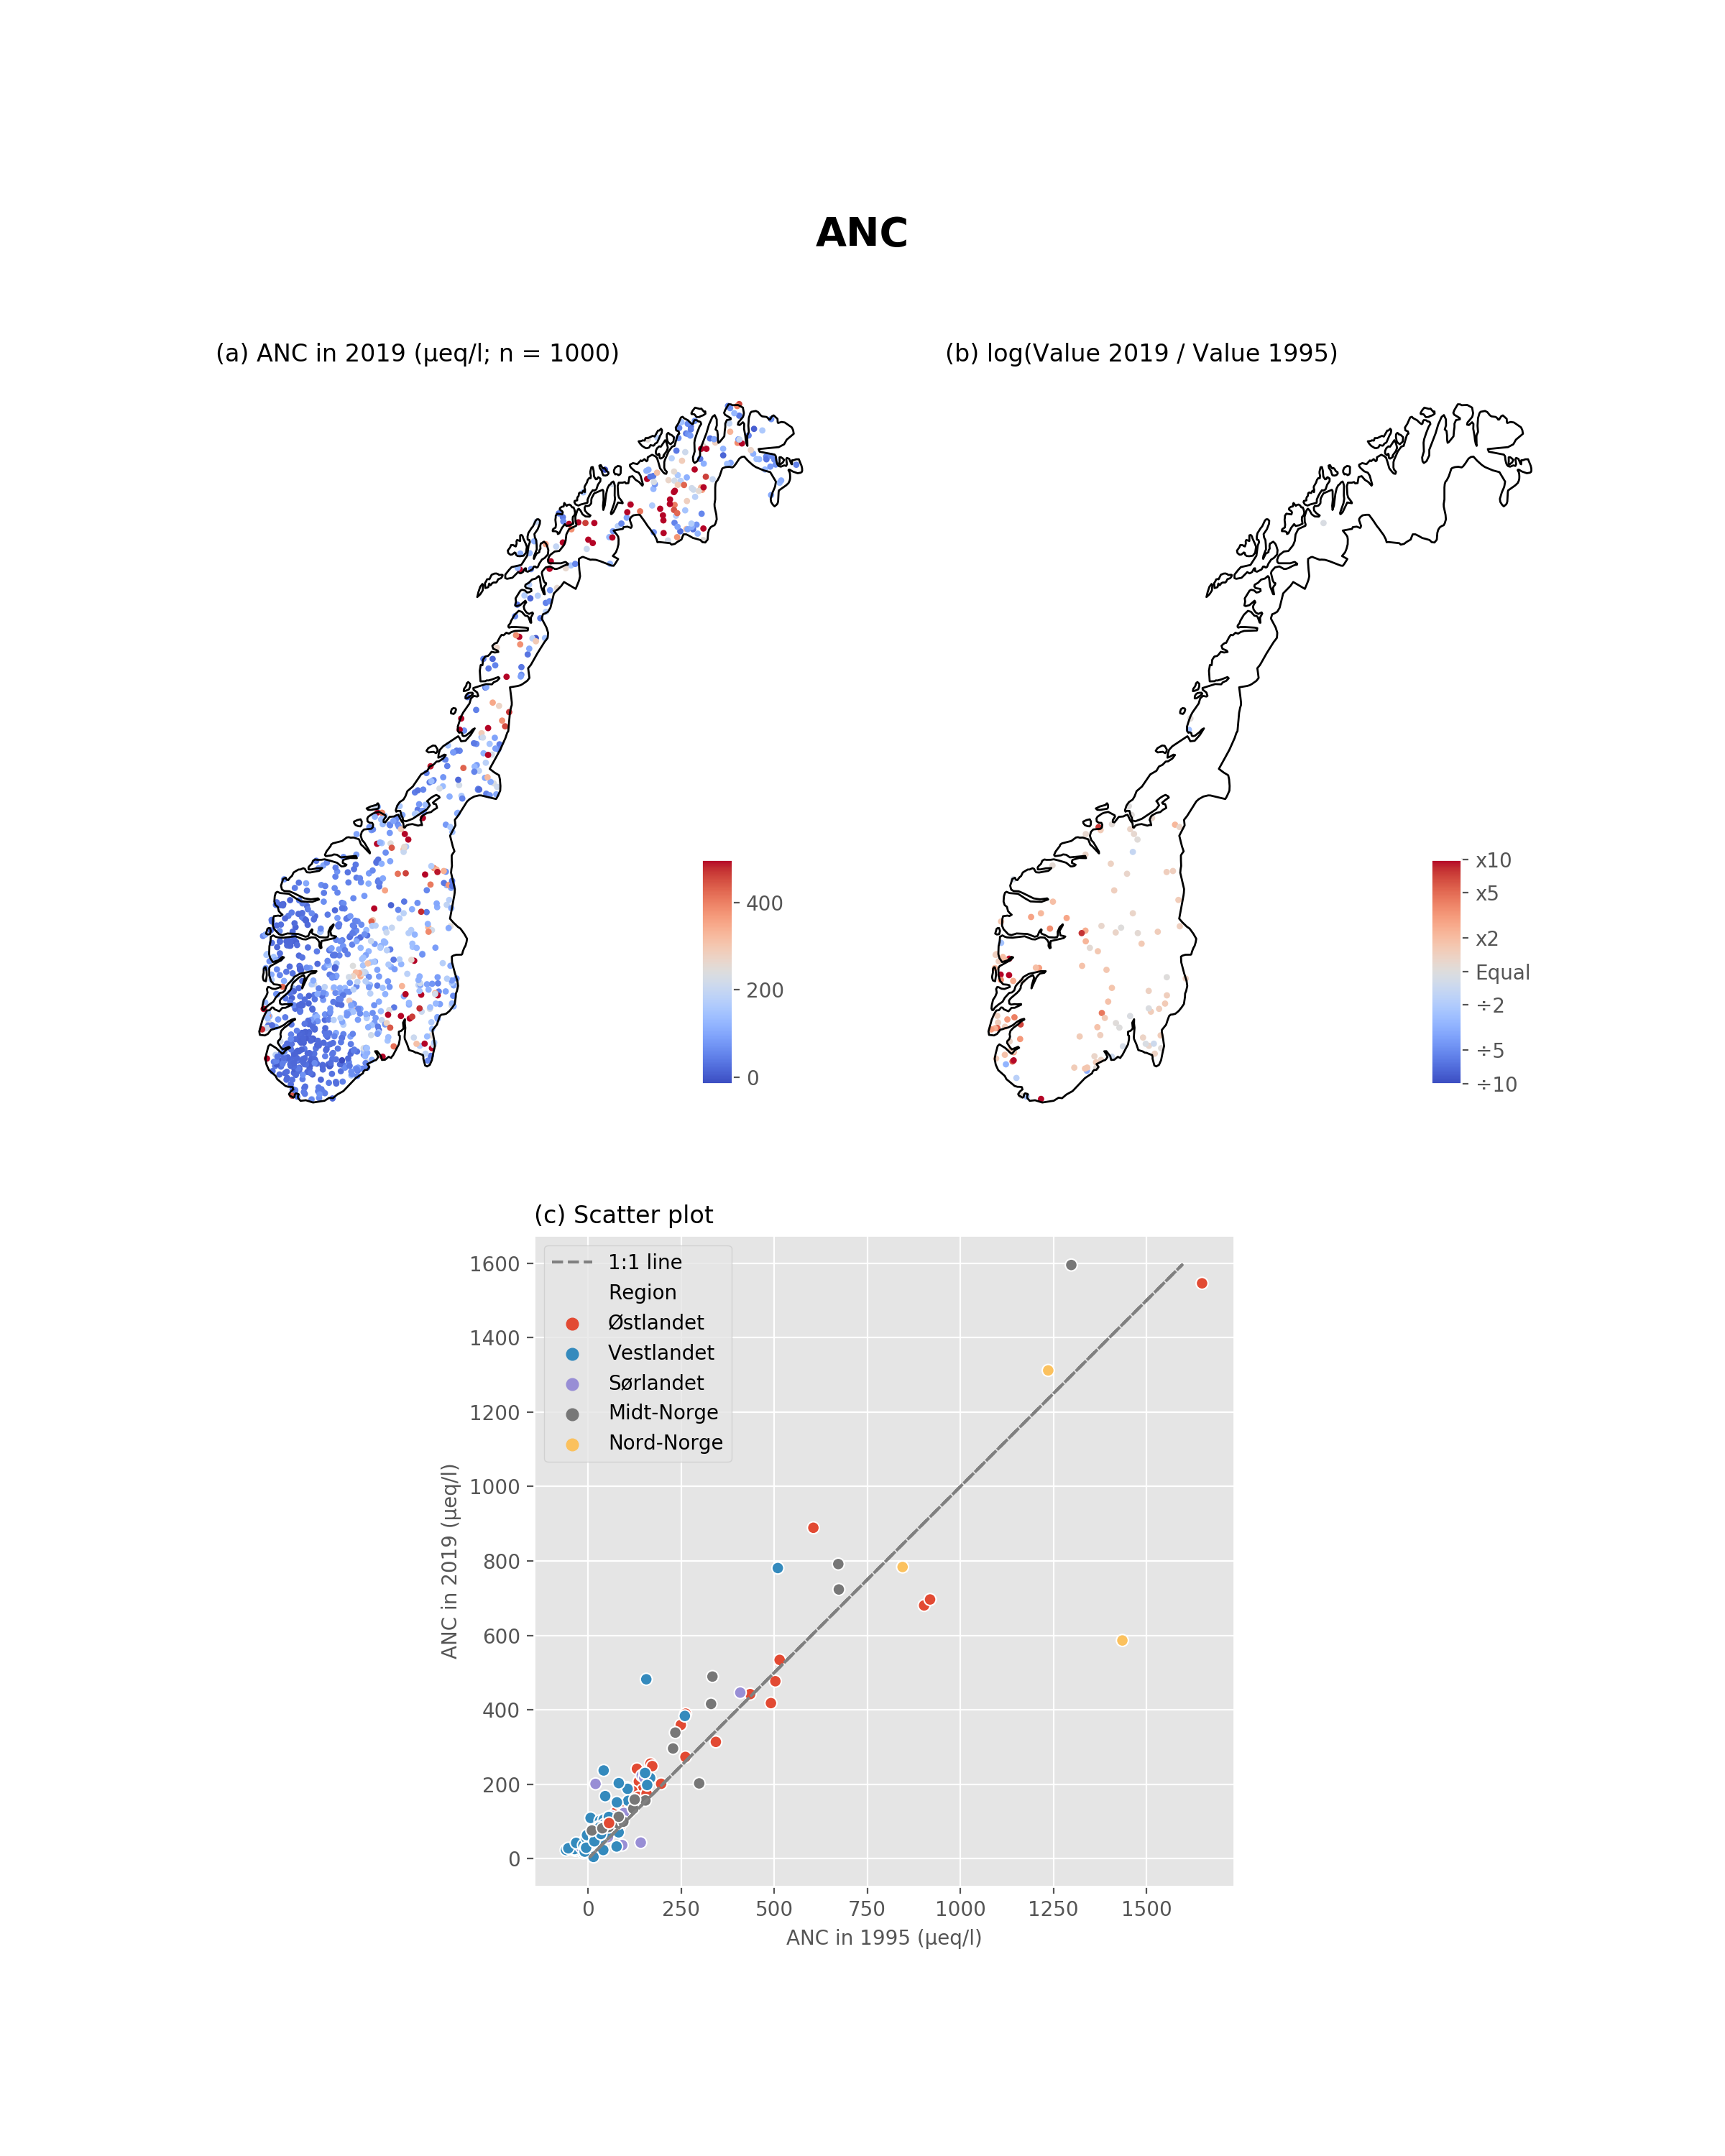 ANC
(a) ANC in 2019 (µeq/l; n = 1000)
400
200
0
(b) log(Value 2019 / Value 1995)
x10
x5
x2
Equal
÷2
÷5
÷10
(c) Scatter plot
1:1 line
Region
Østlandet
Vestlandet
Sørlandet
Midt-Norge
Nord-Norge
ANC in 2019 (µeq/l)
1600
1400
1200
1000
800
600
400
200
0
0 250 500 750 1000 1250 1500
ANC in 1995 (µeq/l)